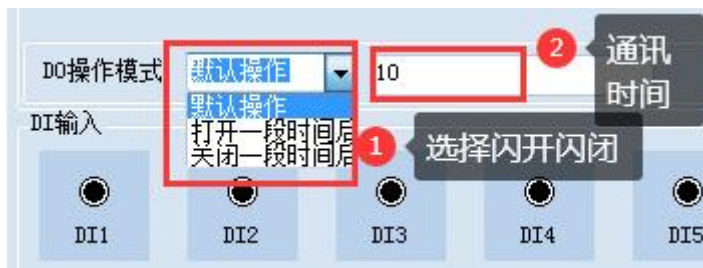 DO操作模式
默认操作
10
默认操作
打开一段时间后
关闭一段时间后
2
通讯
时间
DI输入
1
选择闪开闪闭
DI1
DI2
DI3
DI4
DI5